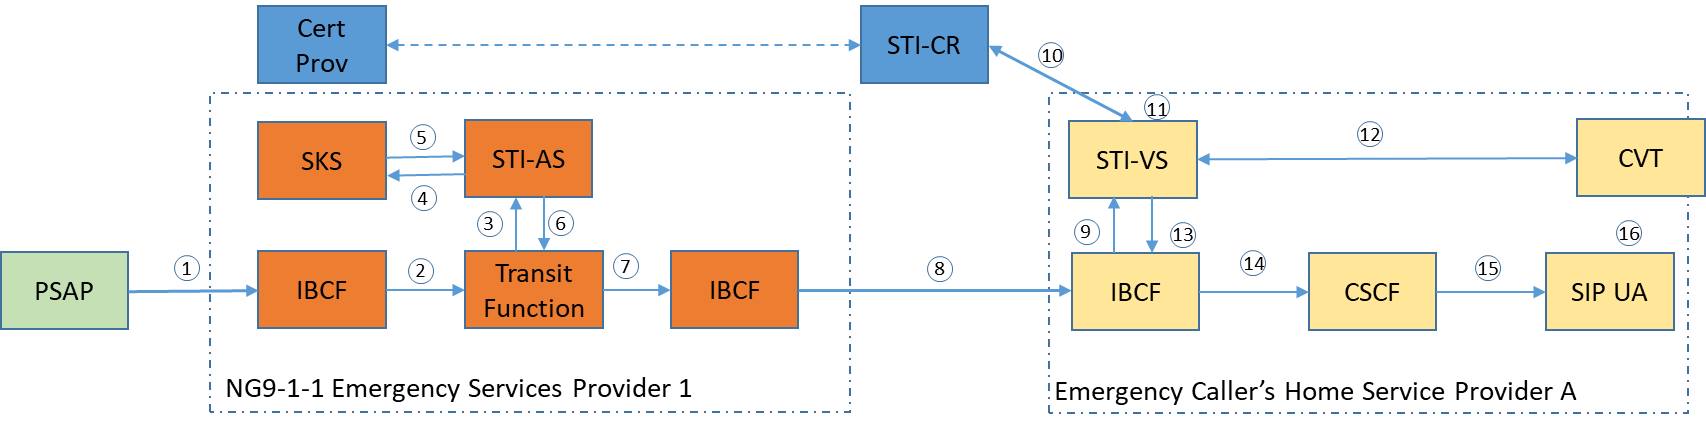 Cert
Prov
STI-CR
10
11
SKS
5
4
STI-AS
STI-VS
12
CVT
3
6
9
13
16
PSAP
1
IBCF
2
Transit
Function
7
IBCF
8
IBCF
14
CSCF
15
SIP UA
NG9-1-1 Emergency Services Provider 1
Emergency Caller's Home Service Provider A